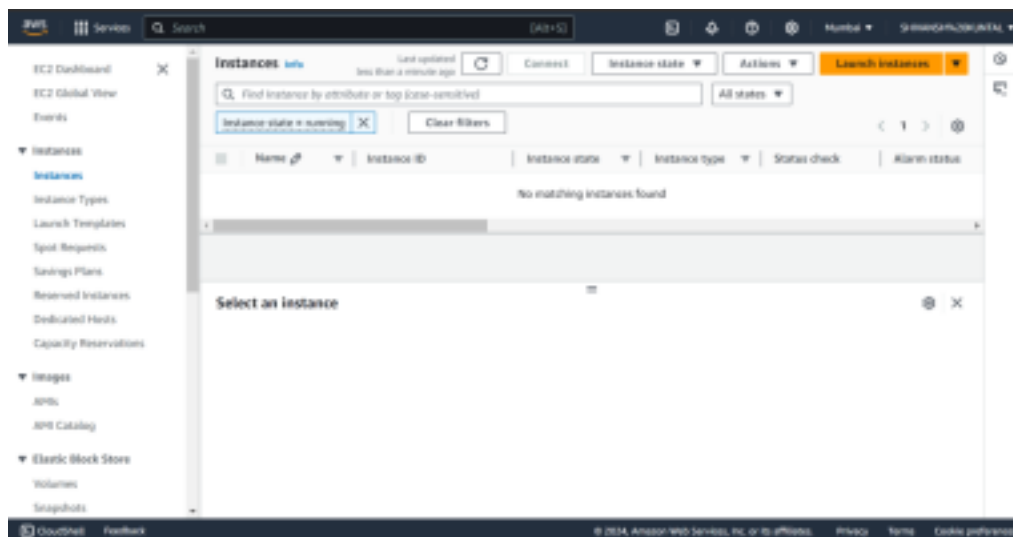 aws Services Search [Alt+S] Mumbai
EC2 Dashboard
EC2 Global View
Events
Instances
Instances
Instance Types
Launch Templates
Spot Requests
Savings Plans
Reserved Instances
Dedicated Hosts
Capacity Reservations
Images
AMIs
AMI Catalog
Elastic Block Store
Volumes
Snapshots
Instances Info
Last updated
less than a minute ago
Connect Instance state Actions Launch instances
Find Instance by attribute or tag (case-sensitive) All states
Instance state = running Clear filters
1
Name Instance ID Instance state Instance type Status check Alarm status
No matching instances found
Select an instance
CloudShell Feedback © 2024, Amazon Web Services, Inc. or its affiliates. Privacy Terms Cookie preferences